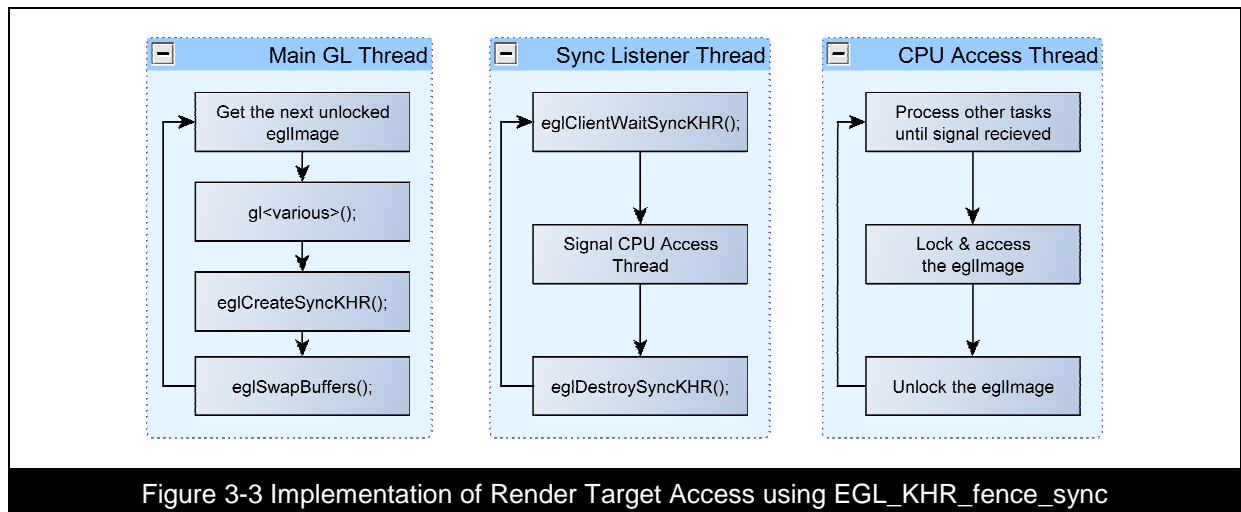 Main GL Thread
Get the next unlocked
eglImage
gl<various>();
eglCreateSyncKHR();
eglSwapBuffers();
Sync Listener Thread
eglClientWaitSyncKHR();
Signal CPU Access
Thread
eglDestroySyncKHR();
CPU Access Thread
Process other tasks
until signal recieved
Lock & access
the eglImage
Unlock the eglImage
Figure 3-3 Implementation of Render Target Access using EGL_KHR_fence_sync